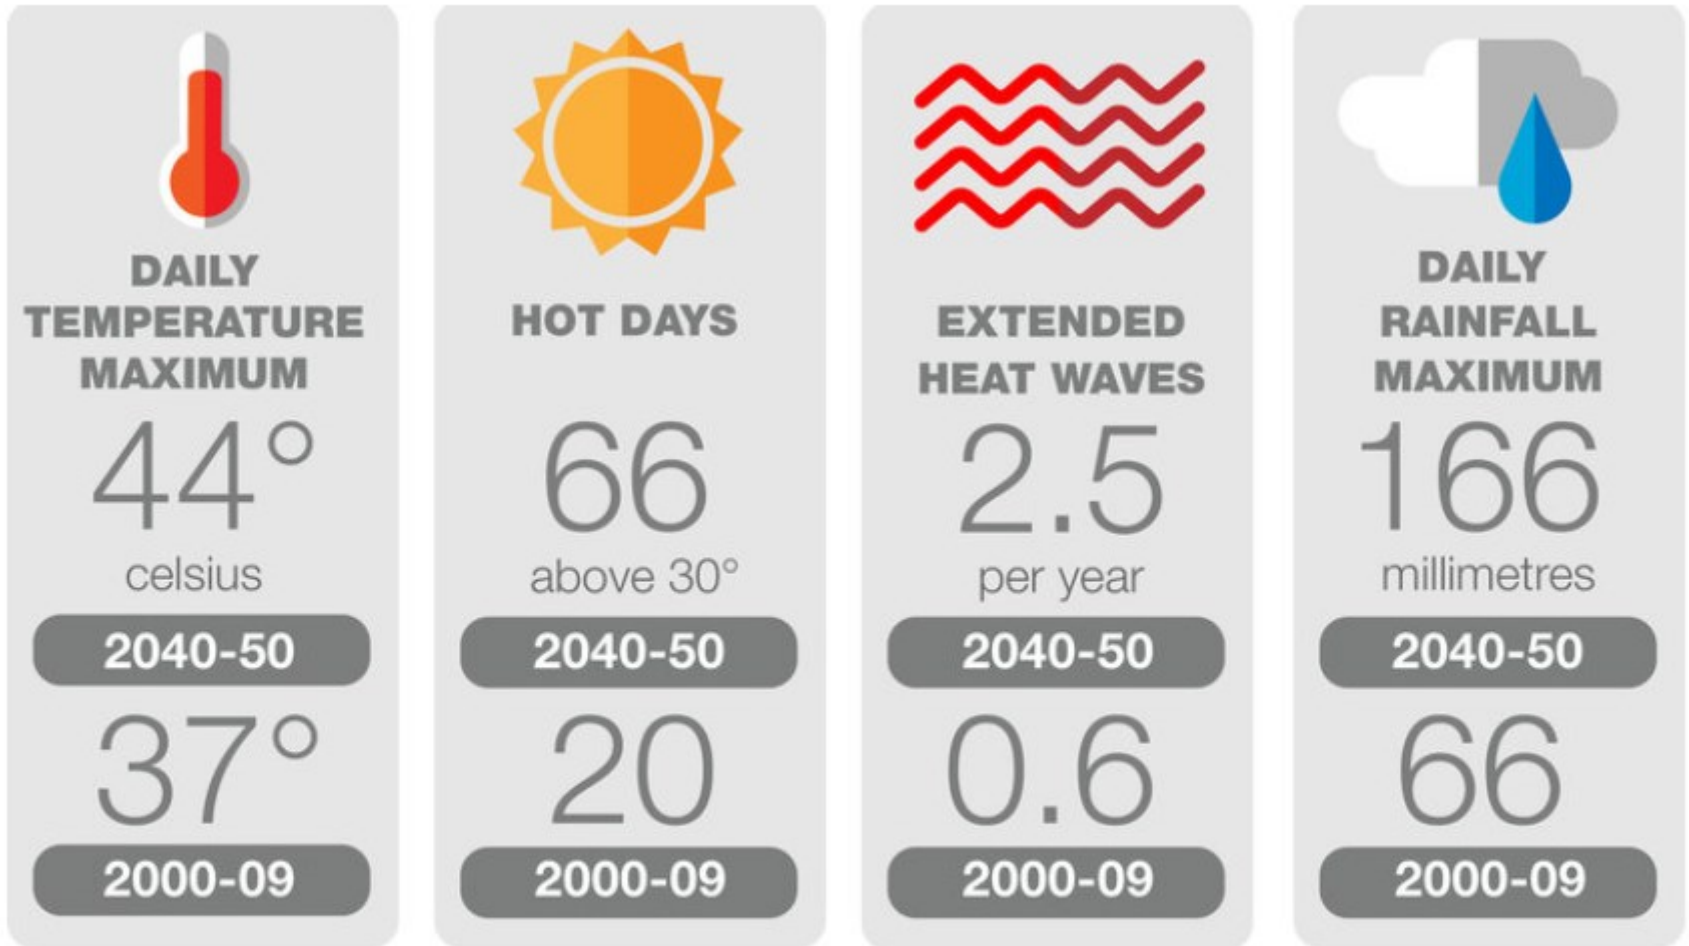 DAILY
TEMPERATURE
MAXIMUM
44°
celsius
2040-50
37°
2000-09
HOT DAYS
66
above 30°
2040-50
20
2000-09
EXTENDED
HEAT WAVES
2.5
per year
2040-50
0.6
2000-09
DAILY
RAINFALL
MAXIMUM
166
millimetres
2040-50
66
2000-09